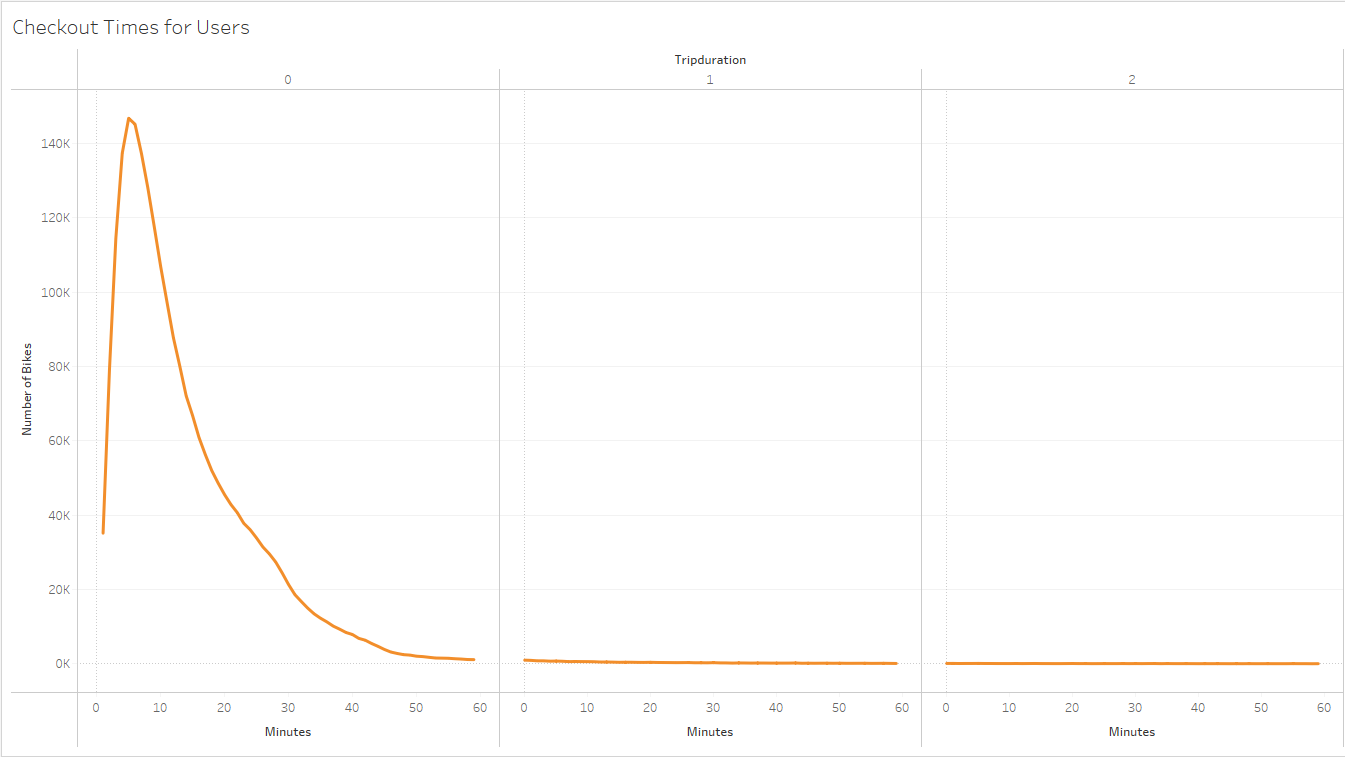 Checkout Times for Users
Tripduration
0 1 2
140K
120K
100K
80K
60K
40K
20K
0K
Number of Bikes
0 10 20 30 40 50 60 0 10 20 30 40 50 60 0 10 20 30 40 50 60
Minutes Minutes Minutes